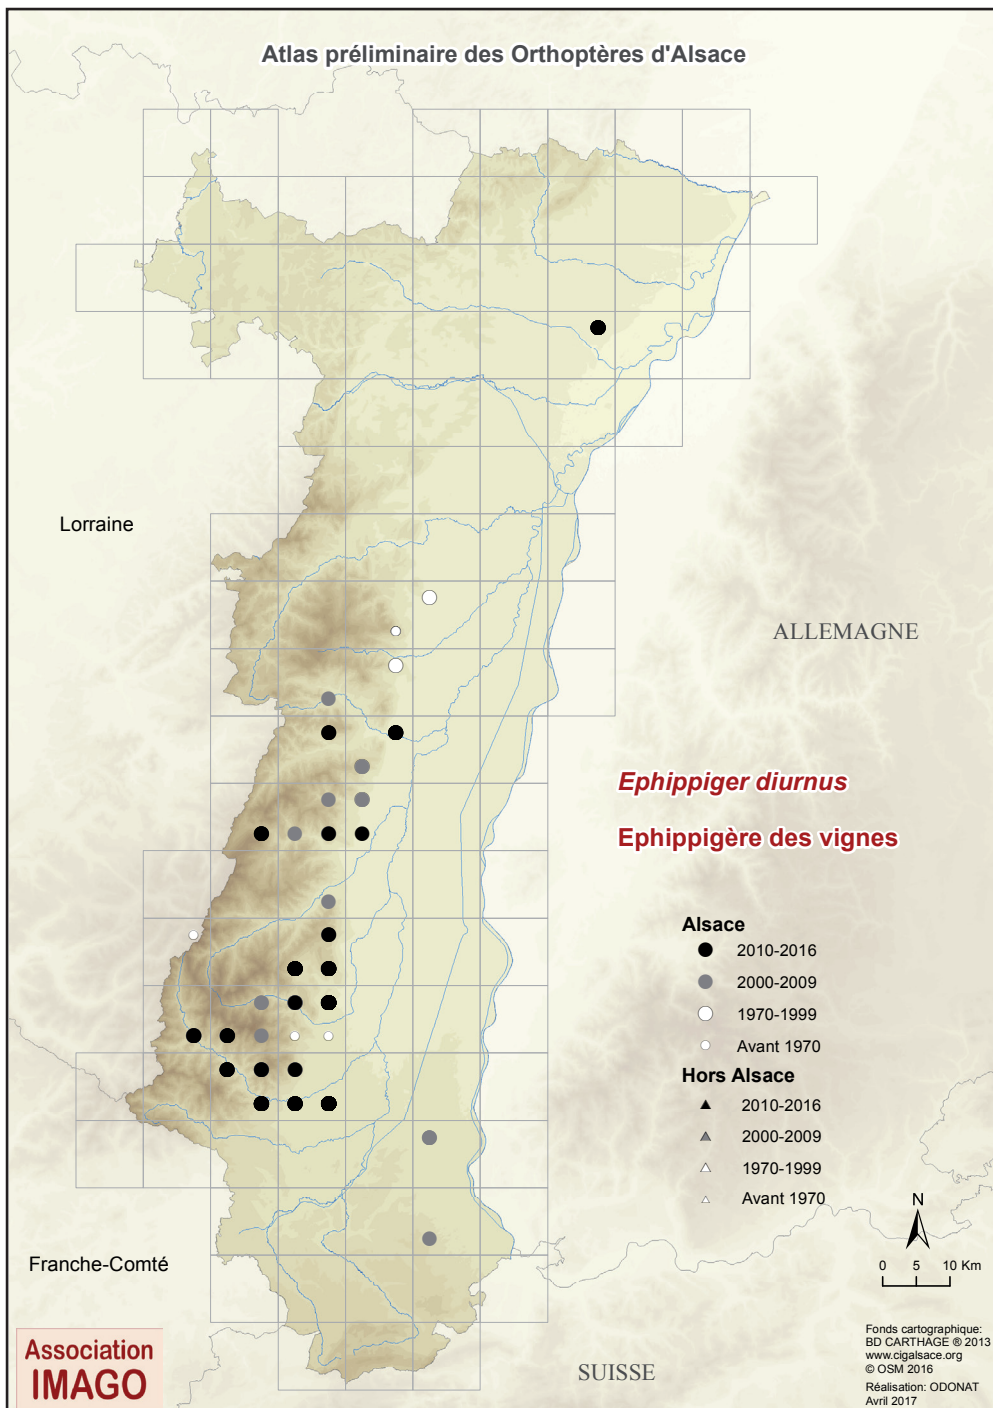 Atlas préliminaire des Orthoptères d'Alsace
Lorraine
ALLEMAGNE
Ephippiger diurnus
Ephippigère des vignes
Alsace
2010-2016
2000-2009
1970-1999
Avant 1970
Hors Alsace
2010-2016
2000-2009
1970-1999
Avant 1970
N
0 5 10 Km
Franche-Comté
SUISSE
Association
IMAGO
Fonds cartographique:
BD CARTHAGE ® 2013
www.cigalsace.org
© OSM 2016
Réalisation: ODONAT
Avril 2017